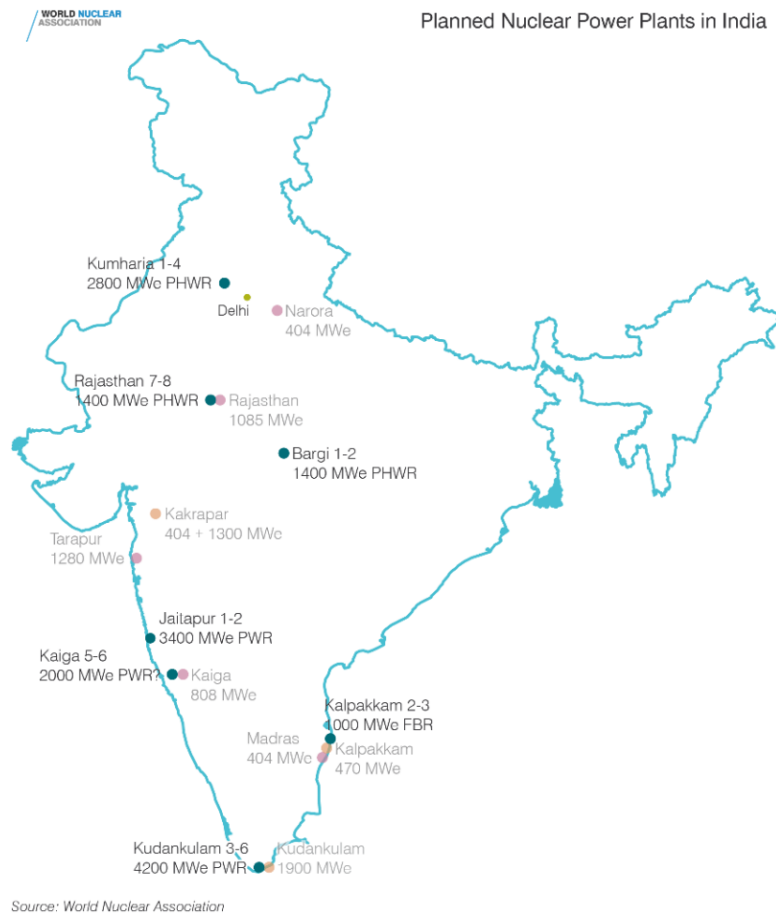 WORLD NUCLEAR
ASSOCIATION
Planned Nuclear Power Plants in India
Kumharia 1-4
2800 MWe PHWR
Delhi
Narora
404 MWe
Rajasthan 7-8
1400 MWe PHWR
Rajasthan
1085 MWe
Bargi 1-2
1400 MWe PHWR
Kakrapar
404 + 1300 MWe
Tarapur
1280 MWe
Jaitapur 1-2
3400 MWe PWR
Kaiga 5-6
2000 MWe PWR?
Kaiga
808 MWe
Kalpakkam 2-3
1000 MWe FBR
Madras
404 MWe
Kalpakkam
470 MWe
Kudankulam 3-6
4200 MWe PWR
Kudankulam
1900 MWe
Source: World Nuclear Association